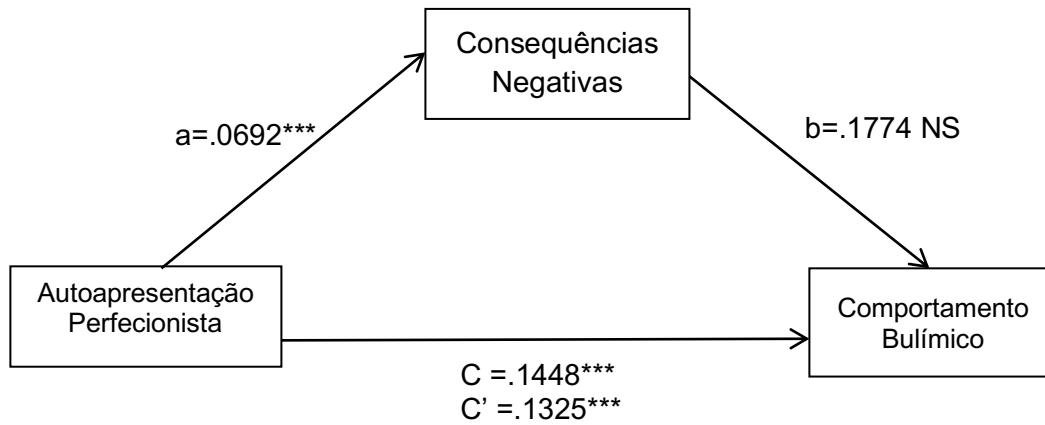 Consequências
Negativas
a=.0692***
b=.1774 NS
Autoapresentação
Perfecionista
Comportamento
Bulímico
C =.1448***
C’ =.1325***